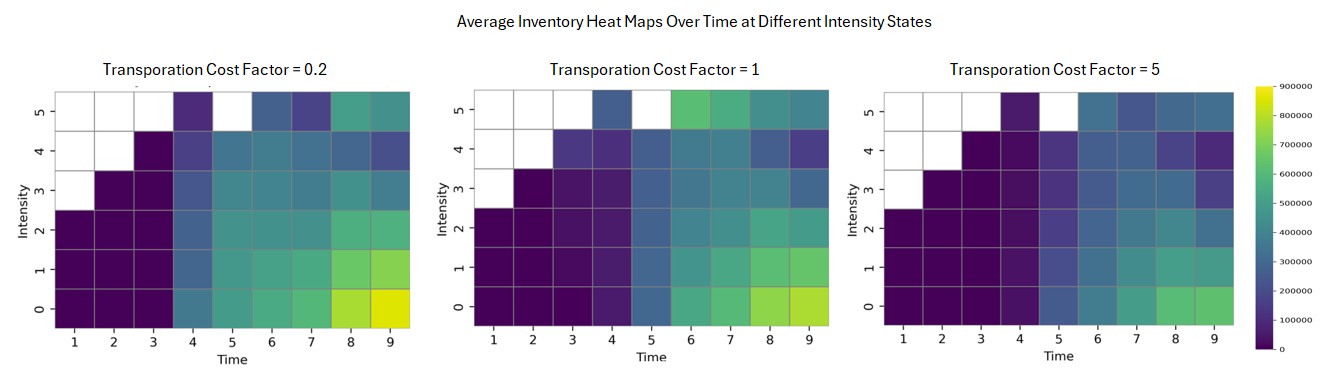 Average Inventory Heat Maps Over Time at Different Intensity States
Transporation Cost Factor = 0.2
Transporation Cost Factor = 1
Transporation Cost Factor = 5
Intensity
5
4
3
2
1
0
1 2 3 4 5 6 7 8 9
Time
Intensity
5
4
3
2
1
0
1 2 3 4 5 6 7 8 9
Time
Intensity
5
4
3
2
1
0
1 2 3 4 5 6 7 8 9
Time
900000
800000
700000
600000
500000
400000
300000
200000
100000
0